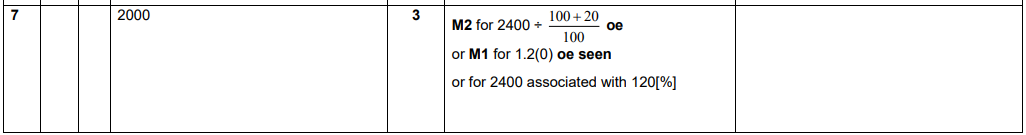 7 2000 3 M2 for 2400 ÷ (100 + 20)/100 oe
or M1 for 1.2(0) oe seen
or for 2400 associated with 120[%]